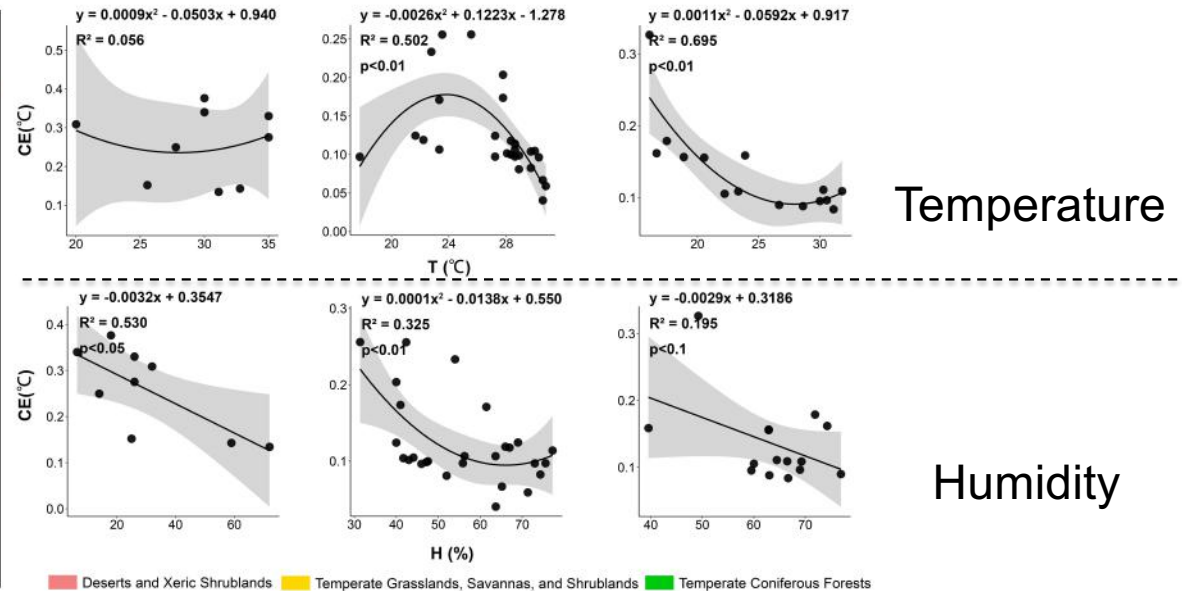 y = 0.0009x² - 0.0503x + 0.940
R² = 0.056
0.5
0.4
0.3
0.2
0.1
20
25
30
35
CE(℃)
y = -0.0026x² + 0.1223x - 1.278
R² = 0.502
p<0.01
0.25
0.20
0.15
0.10
0.05
0.00
20
24
28
T (℃)
y = 0.0011x² - 0.0592x + 0.917
R² = 0.695
p<0.01
0.3
0.2
0.1
20
25
30
Temperature
y = -0.0032x + 0.3547
R² = 0.530
p<0.05
0.4
0.3
0.2
0.1
0.0
20
40
60
CE(℃)
y = 0.0001x² - 0.0138x + 0.550
R² = 0.325
p<0.01
0.3
0.2
0.1
30
40
50
60
70
H (%)
y = -0.0029x + 0.3186
R² = 0.195
p<0.1
0.3
0.2
0.1
40
50
60
70
Humidity
Deserts and Xeric Shrublands
Temperate Grasslands, Savannas, and Shrublands
Temperate Coniferous Forests